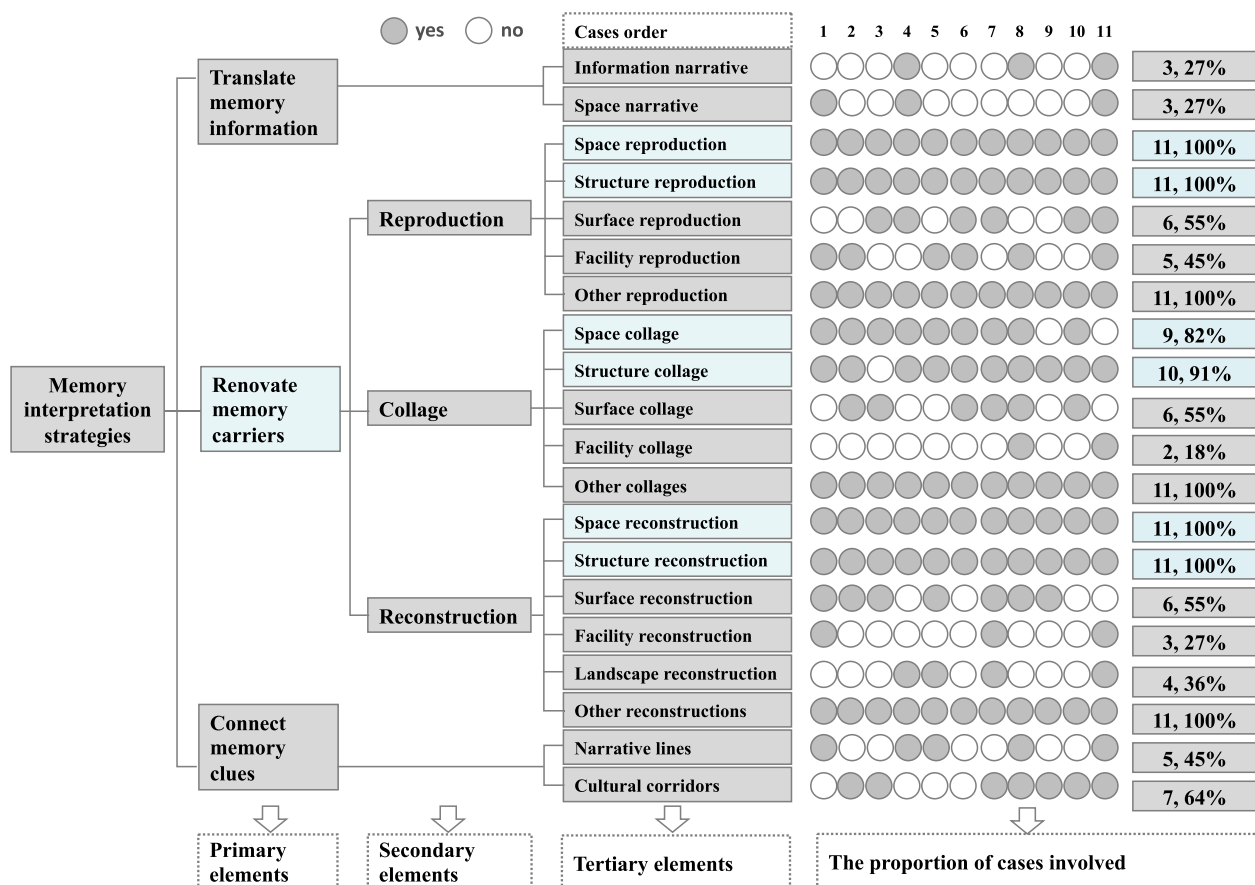 yes
no
Cases order
1 2 3 4 5 6 7 8 9 10 11
Translate
memory
information
Information narrative
3, 27%
Space narrative
3, 27%
Space reproduction
11, 100%
Structure reproduction
11, 100%
Reproduction
Surface reproduction
6, 55%
Facility reproduction
5, 45%
Other reproduction
11, 100%
Space collage
9, 82%
Memory
interpretation
strategies
Renovate
memory
carriers
Structure collage
10, 91%
Collage
Surface collage
6, 55%
Facility collage
2, 18%
Other collages
11, 100%
Space reconstruction
11, 100%
Structure reconstruction
11, 100%
Reconstruction
Surface reconstruction
6, 55%
Facility reconstruction
3, 27%
Landscape reconstruction
4, 36%
Other reconstructions
11, 100%
Connect
memory
clues
Narrative lines
5, 45%
Cultural corridors
7, 64%
Primary
elements
Secondary
elements
Tertiary elements
The proportion of cases involved